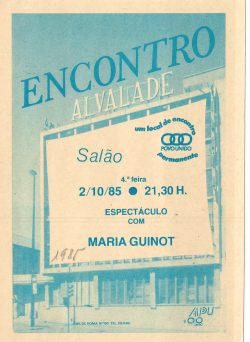 ENCONTRO
ALVALADE
um local de encontro
POVO UNIDO
permanente
Salão
4.ª feira
2/10/85 ● 21,30 H.
ESPECTÁCULO
COM
MARIA GUINOT
1985
APU